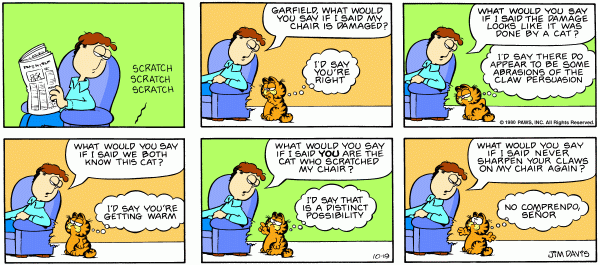 SCRATCH
SCRATCH
SCRATCH
GARFIELD, WHAT WOULD
YOU SAY IF I SAID MY
CHAIR IS DAMAGED?
I'D SAY
YOU'RE
RIGHT
WHAT WOULD YOU SAY
IF I SAID THE DAMAGE
LOOKS LIKE IT WAS
DONE BY A CAT?
I'D SAY THERE DO
APPEAR TO BE SOME
ABRASIONS OF THE
CLAW PERSUASION
© 1980 PAWS, INC. All Rights Reserved.
WHAT WOULD YOU SAY
IF I SAID WE BOTH
KNOW THIS CAT?
I'D SAY YOU'RE
GETTING WARM
WHAT WOULD YOU SAY
IF I SAID YOU ARE THE
CAT WHO SCRATCHED
MY CHAIR?
I'D SAY THAT
IS A DISTINCT
POSSIBILITY
10-19
WHAT WOULD YOU SAY
IF I SAID NEVER
SHARPEN YOUR CLAWS
ON MY CHAIR AGAIN?
NO COMPRENDO,
SEÑOR
JIM DAVIS